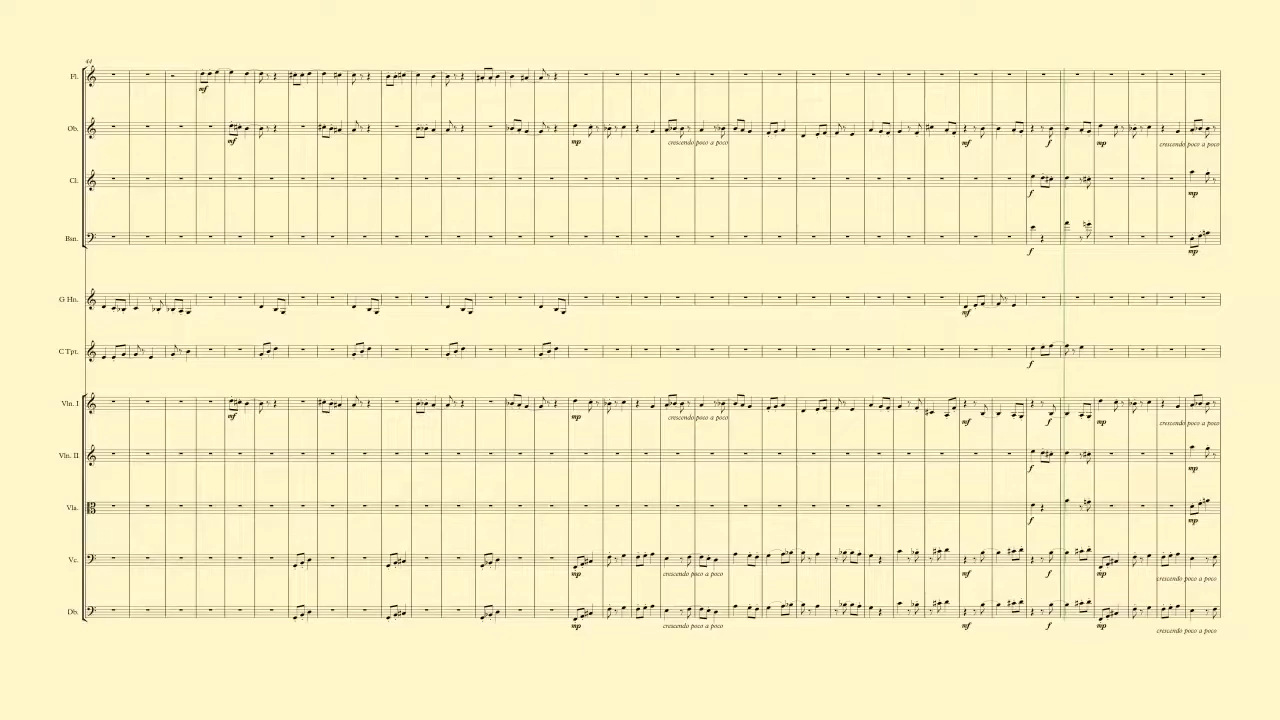 44
Fl.
mf
Ob.
mf
mp
crescendo poco a poco
mf
f
mp
crescendo poco a poco
Cl.
f
mp
Bsn.
f
mp
G Hn.
mf
C Tpt.
f
Vln. I
mf
mp
crescendo poco a poco
mf
f
mp
crescendo poco a poco
Vln. II
f
mp
Vla.
f
mp
Vc.
mp
crescendo poco a poco
mf
f
mp
crescendo poco a poco
Db.
mp
crescendo poco a poco
mf
f
mp
crescendo poco a poco